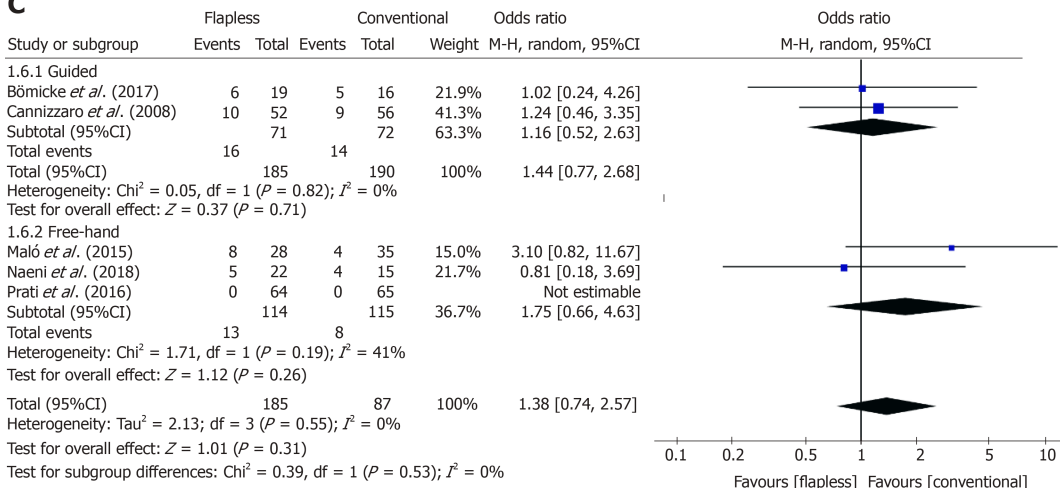 C
Flapless Conventional Odds ratio Odds ratio
Study or subgroup Events Total Events Total Weight M-H, random, 95%CI M-H, random, 95%CI
1.6.1 Guided
Bömicke et al. (2017) 6 19 5 16 21.9% 1.02 [0.24, 4.26]
Cannizzaro et al. (2008) 10 52 9 56 41.3% 1.24 [0.46, 3.35]
Subtotal (95%CI) 71 72 63.3% 1.16 [0.52, 2.63]
Total events 16 14
Total (95%CI) 185 190 100% 1.44 [0.77, 2.68]
Heterogeneity: Chi² = 0.05, df = 1 (P = 0.82); I² = 0%
Test for overall effect: Z = 0.37 (P = 0.71)
1.6.2 Free-hand
Maló et al. (2015) 8 28 4 35 15.0% 3.10 [0.82, 11.67]
Naeni et al. (2018) 5 22 4 15 21.7% 0.81 [0.18, 3.69]
Prati et al. (2016) 0 64 0 65 Not estimable
Subtotal (95%CI) 114 115 36.7% 1.75 [0.66, 4.63]
Total events 13 8
Heterogeneity: Chi² = 1.71, df = 1 (P = 0.19); I² = 41%
Test for overall effect: Z = 1.12 (P = 0.26)
Total (95%CI) 185 87 100% 1.38 [0.74, 2.57]
Heterogeneity: Tau² = 2.13; df = 3 (P = 0.55); I² = 0%
Test for overall effect: Z = 1.01 (P = 0.31)
Test for subgroup differences: Chi² = 0.39, df = 1 (P = 0.53); I² = 0%
0.1 0.2 0.5 1 2 5 10
Favours [flapless] Favours [conventional]